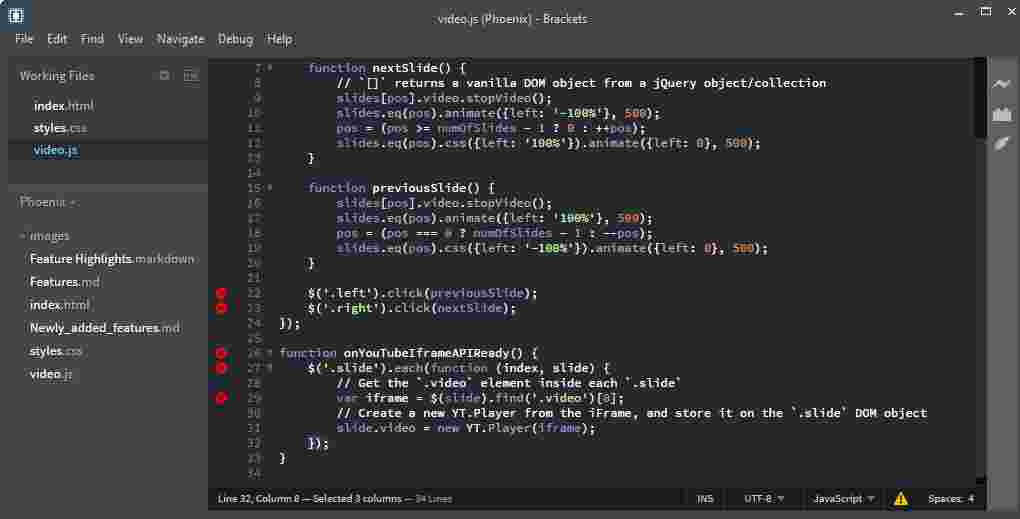 video.js (Phoenix) - Brackets
File Edit Find View Navigate Debug Help
Working Files
index.html
styles.css
video.js
Phoenix
images
Feature Highlights.markdown
Features.md
index.html
Newly_added_features.md
styles.css
video.js
7 function nextSlide() {
8 // `[]` returns a vanilla DOM object from a jQuery object/collection
9 slides[pos].video.stopVideo();
10 slides.eq(pos).animate({left: '-100%'}, 500);
11 pos = (pos >= numOfSlides - 1 ? 0 : ++pos);
12 slides.eq(pos).css({left: '100%'}).animate({left: 0}, 500);
13 }
14
15 function previousSlide() {
16 slides[pos].video.stopVideo();
17 slides.eq(pos).animate({left: '100%'}, 500);
18 pos = (pos === 0 ? numOfSlides - 1 : --pos);
19 slides.eq(pos).css({left: '-100%'}).animate({left: 0}, 500);
20 }
21
22 $('.left').click(previousSlide);
23 $('.right').click(nextSlide);
24 });
25
26 function onYouTubeIframeAPIReady() {
27 $('.slide').each(function (index, slide) {
28 // Get the `.video` element inside each `.slide`
29 var iframe = $(slide).find('.video')[0];
30 // Create a new YT.Player from the iFrame, and store it on the `.slide` DOM object
31 slide.video = new YT.Player(iframe);
32 });
33 }
34
Line 32, Column 8 — Selected 3 columns — 34 Lines
INS UTF-8 JavaScript Spaces: 4